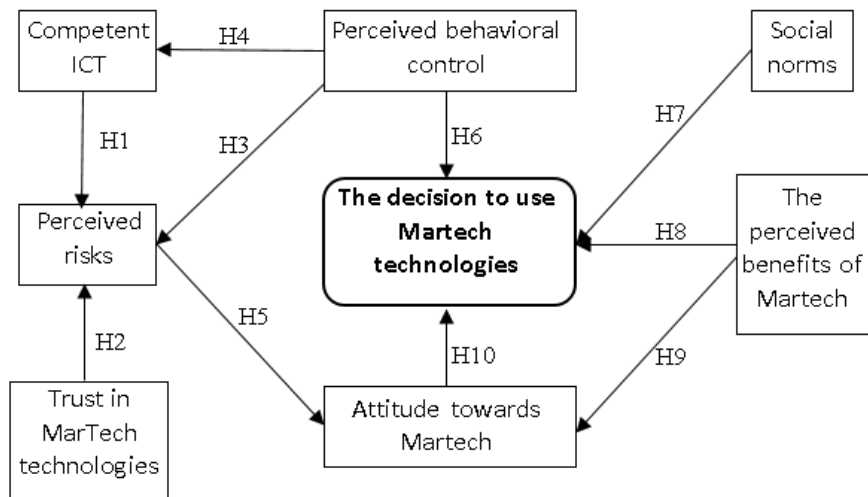 Competent
ICT
H4
Perceived behavioral
control
Social
norms
H1
H3
H6
H7
Perceived
risks
The decision to use
Martech
technologies
H8
The
perceived
benefits of
Martech
H2
H5
H10
H9
Trust in
MarTech
technologies
Attitude towards
Martech